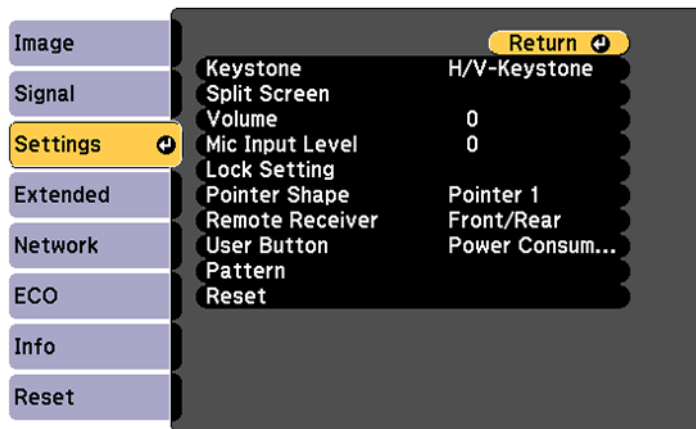 Image
Signal
Settings
Extended
Network
ECO
Info
Reset
Return
Keystone H/V-Keystone
Split Screen
Volume 0
Mic Input Level 0
Lock Setting
Pointer Shape Pointer 1
Remote Receiver Front/Rear
User Button Power Consum...
Pattern
Reset